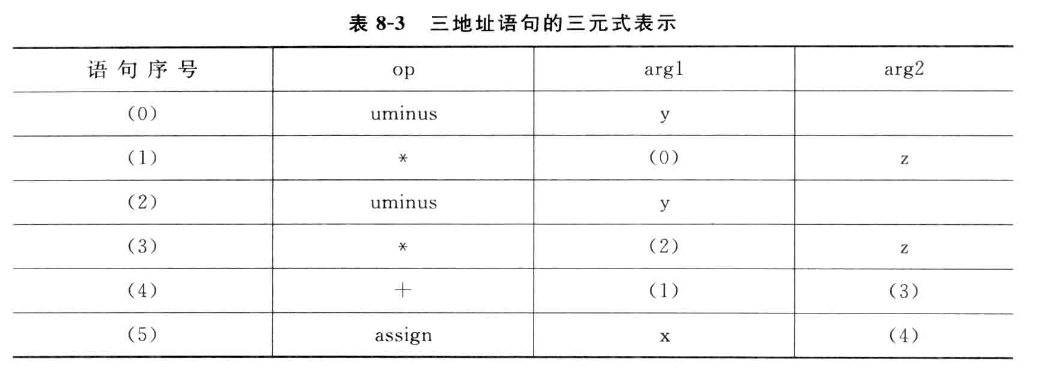 表 8-3 三地址语句的三元式表示
语句序号 op arg1 arg2
(0) uminus y
(1) * (0) z
(2) uminus y
(3) * (2) z
(4) + (1) (3)
(5) assign x (4)